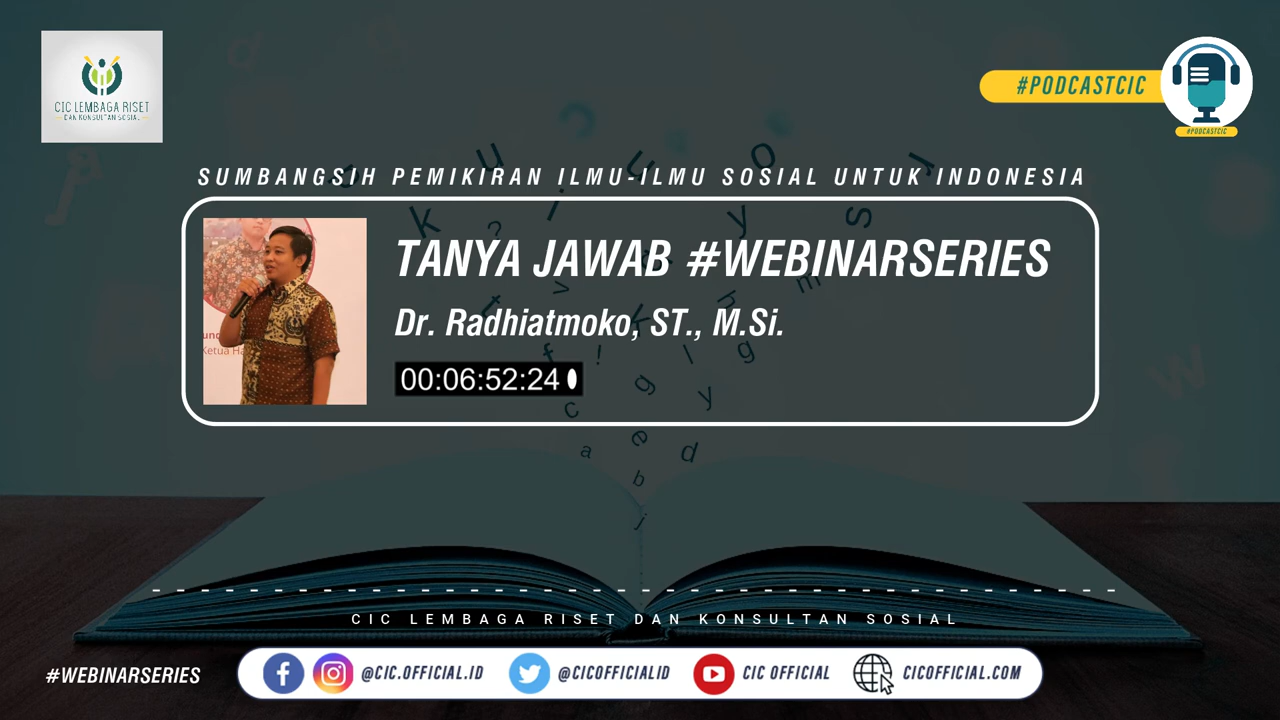 CIC LEMBAGA RISET
DAN KONSULTAN SOSIAL
#PODCASTCIC
#PODCASTCIC
SUMBANGSIH PEMIKIRAN ILMU-ILMU SOSIAL UNTUK INDONESIA
TANYA JAWAB #WEBINARSERIES
Dr. Radhiatmoko, ST., M.Si.
00:06:52:24
Ketua Ha
CIC LEMBAGA RISET DAN KONSULTAN SOSIAL
#WEBINARSERIES
@CIC.OFFICIAL.ID
@CICOFFICIALID
CIC OFFICIAL
CICOFFICIAL.COM